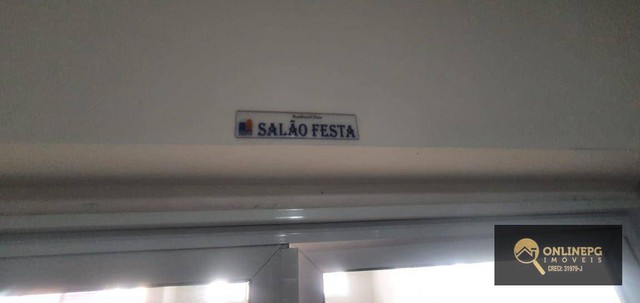 SALÃO FESTA
ONLINEPG
IMÓVEIS
CRECI: 31979-J